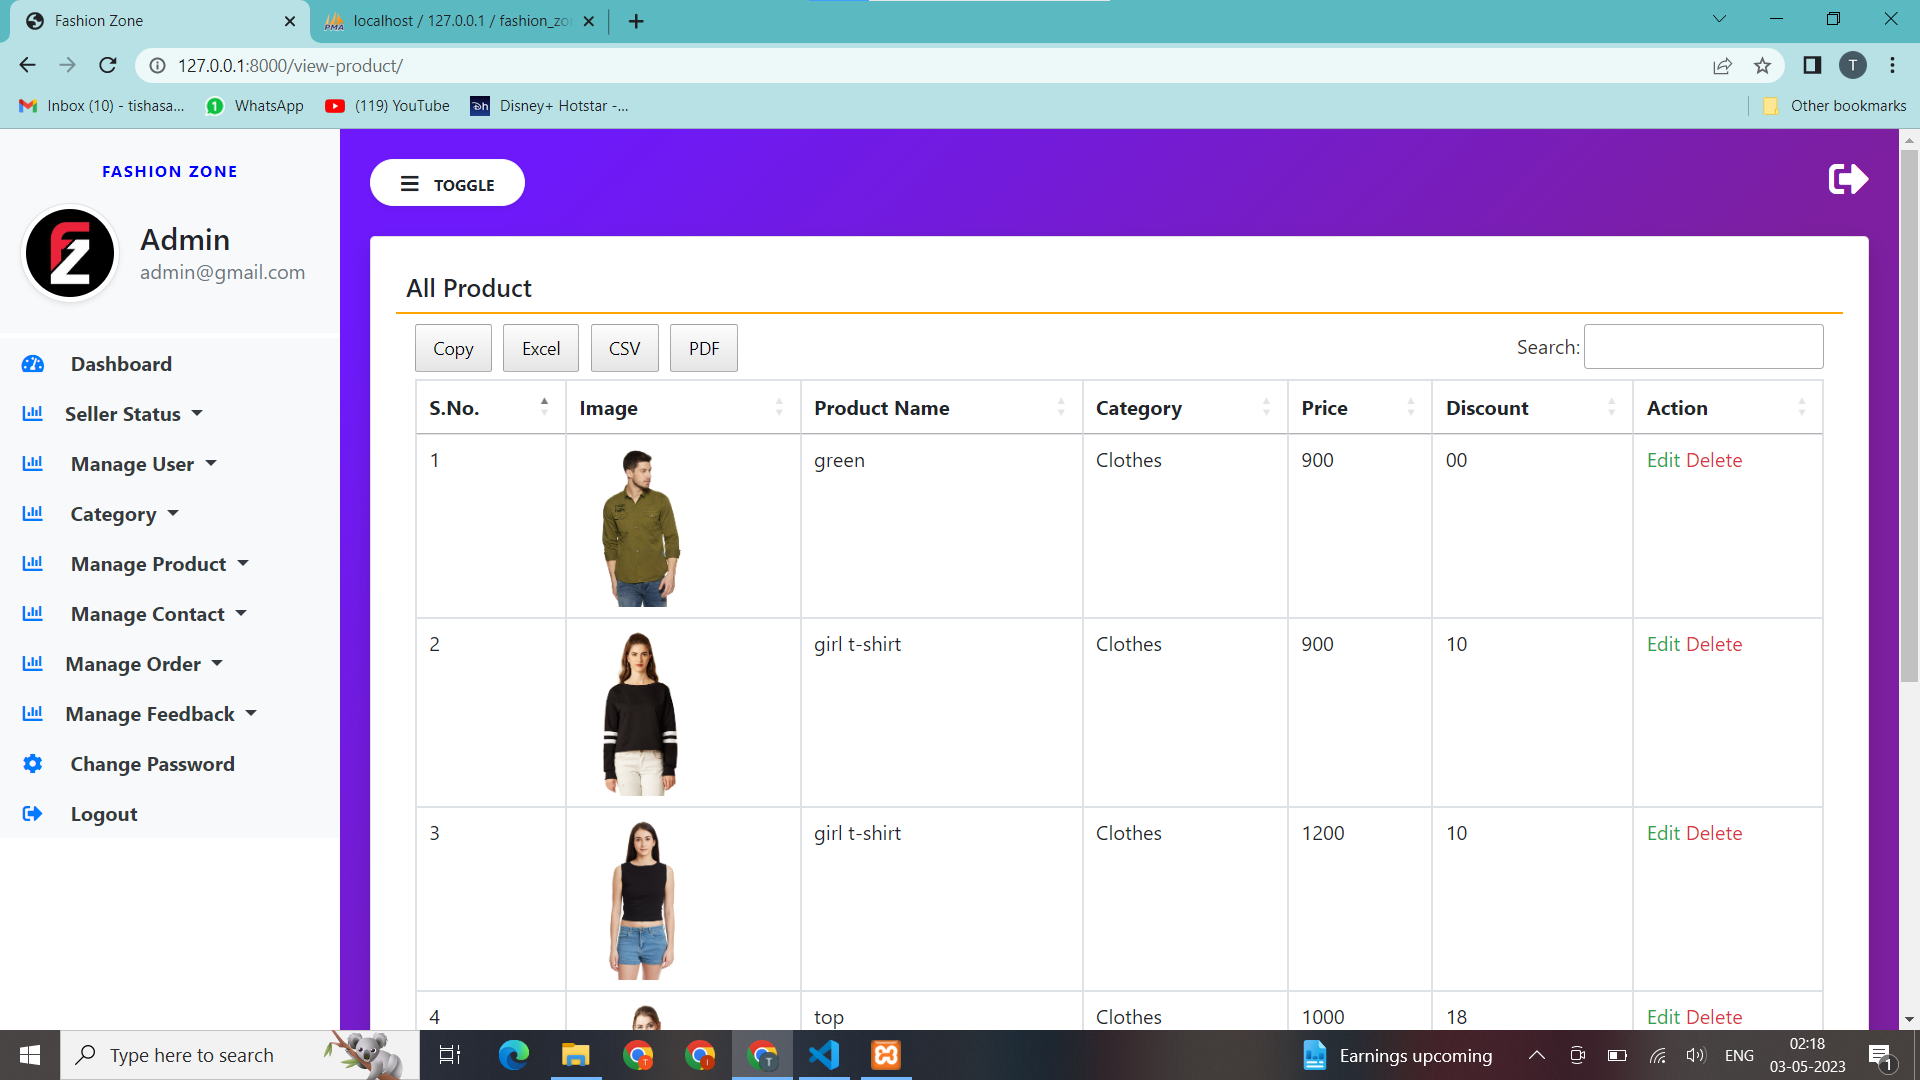 Fashion Zone
localhost / 127.0.0.1 / fashion_zo
127.0.0.1:8000/view-product/
T
Inbox (10) - tishasa...
1
WhatsApp
(119) YouTube
Disney+ Hotstar -...
Other bookmarks
FASHION ZONE
FZ
Admin
admin@gmail.com
Dashboard
Seller Status
Manage User
Category
Manage Product
Manage Contact
Manage Order
Manage Feedback
Change Password
Logout
TOGGLE
All Product
Copy Excel CSV PDF
Search:
S.No. Image Product Name Category Price Discount Action
1 green Clothes 900 00 Edit Delete
2 girl t-shirt Clothes 900 10 Edit Delete
3 girl t-shirt Clothes 1200 10 Edit Delete
4 top Clothes 1000 18 Edit Delete
Type here to search
Earnings upcoming
ENG
02:18
03-05-2023
1